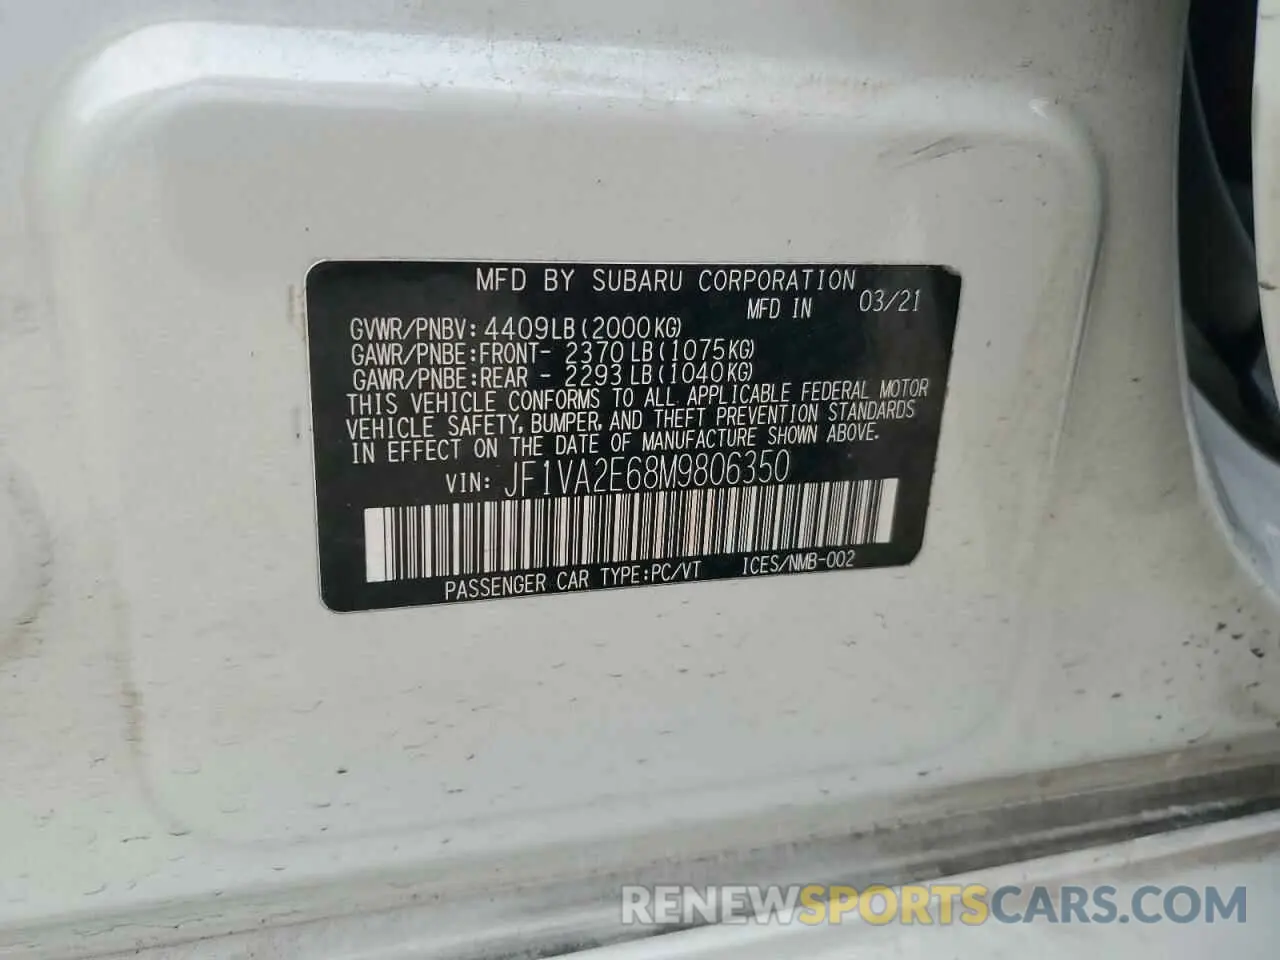 MFD BY SUBARU CORPORATION
MFD IN 03/21
GVWR/PNBV: 4409LB(2000KG)
GAWR/PNBE:FRONT- 2370LB(1075KG)
GAWR/PNBE:REAR - 2293LB(1040KG)
THIS VEHICLE CONFORMS TO ALL APPLICABLE FEDERAL MOTOR
VEHICLE SAFETY, BUMPER, AND THEFT PREVENTION STANDARDS
IN EFFECT ON THE DATE OF MANUFACTURE SHOWN ABOVE.
VIN: JF1VA2E68M9806350
PASSENGER CAR TYPE:PC/VT ICES/NMB-002
RENEWSPORTSCARS.COM